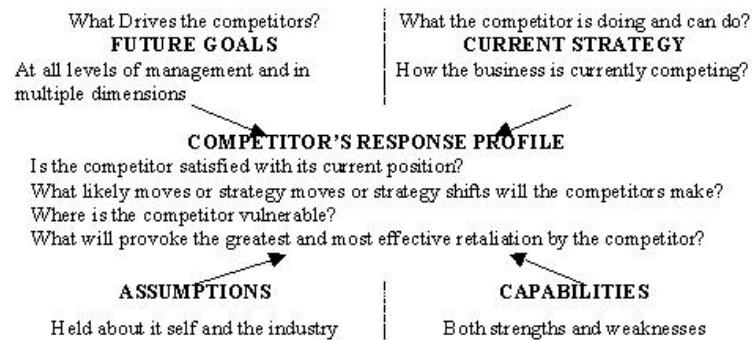 What Drives the competitors?
FUTURE GOALS
At all levels of management and in
multiple dimensions
What the competitor is doing and can do?
CURRENT STRATEGY
How the business is currently competing?
COMPETITOR'S RESPONSE PROFILE
Is the competitor satisfied with its current position?
What likely moves or strategy moves or strategy shifts will the competitors make?
Where is the competitor vulnerable?
What will provoke the greatest and most effective retaliation by the competitor?
ASSUMPTIONS
Held about it self and the industry
CAPABILITIES
Both strengths and weaknesses